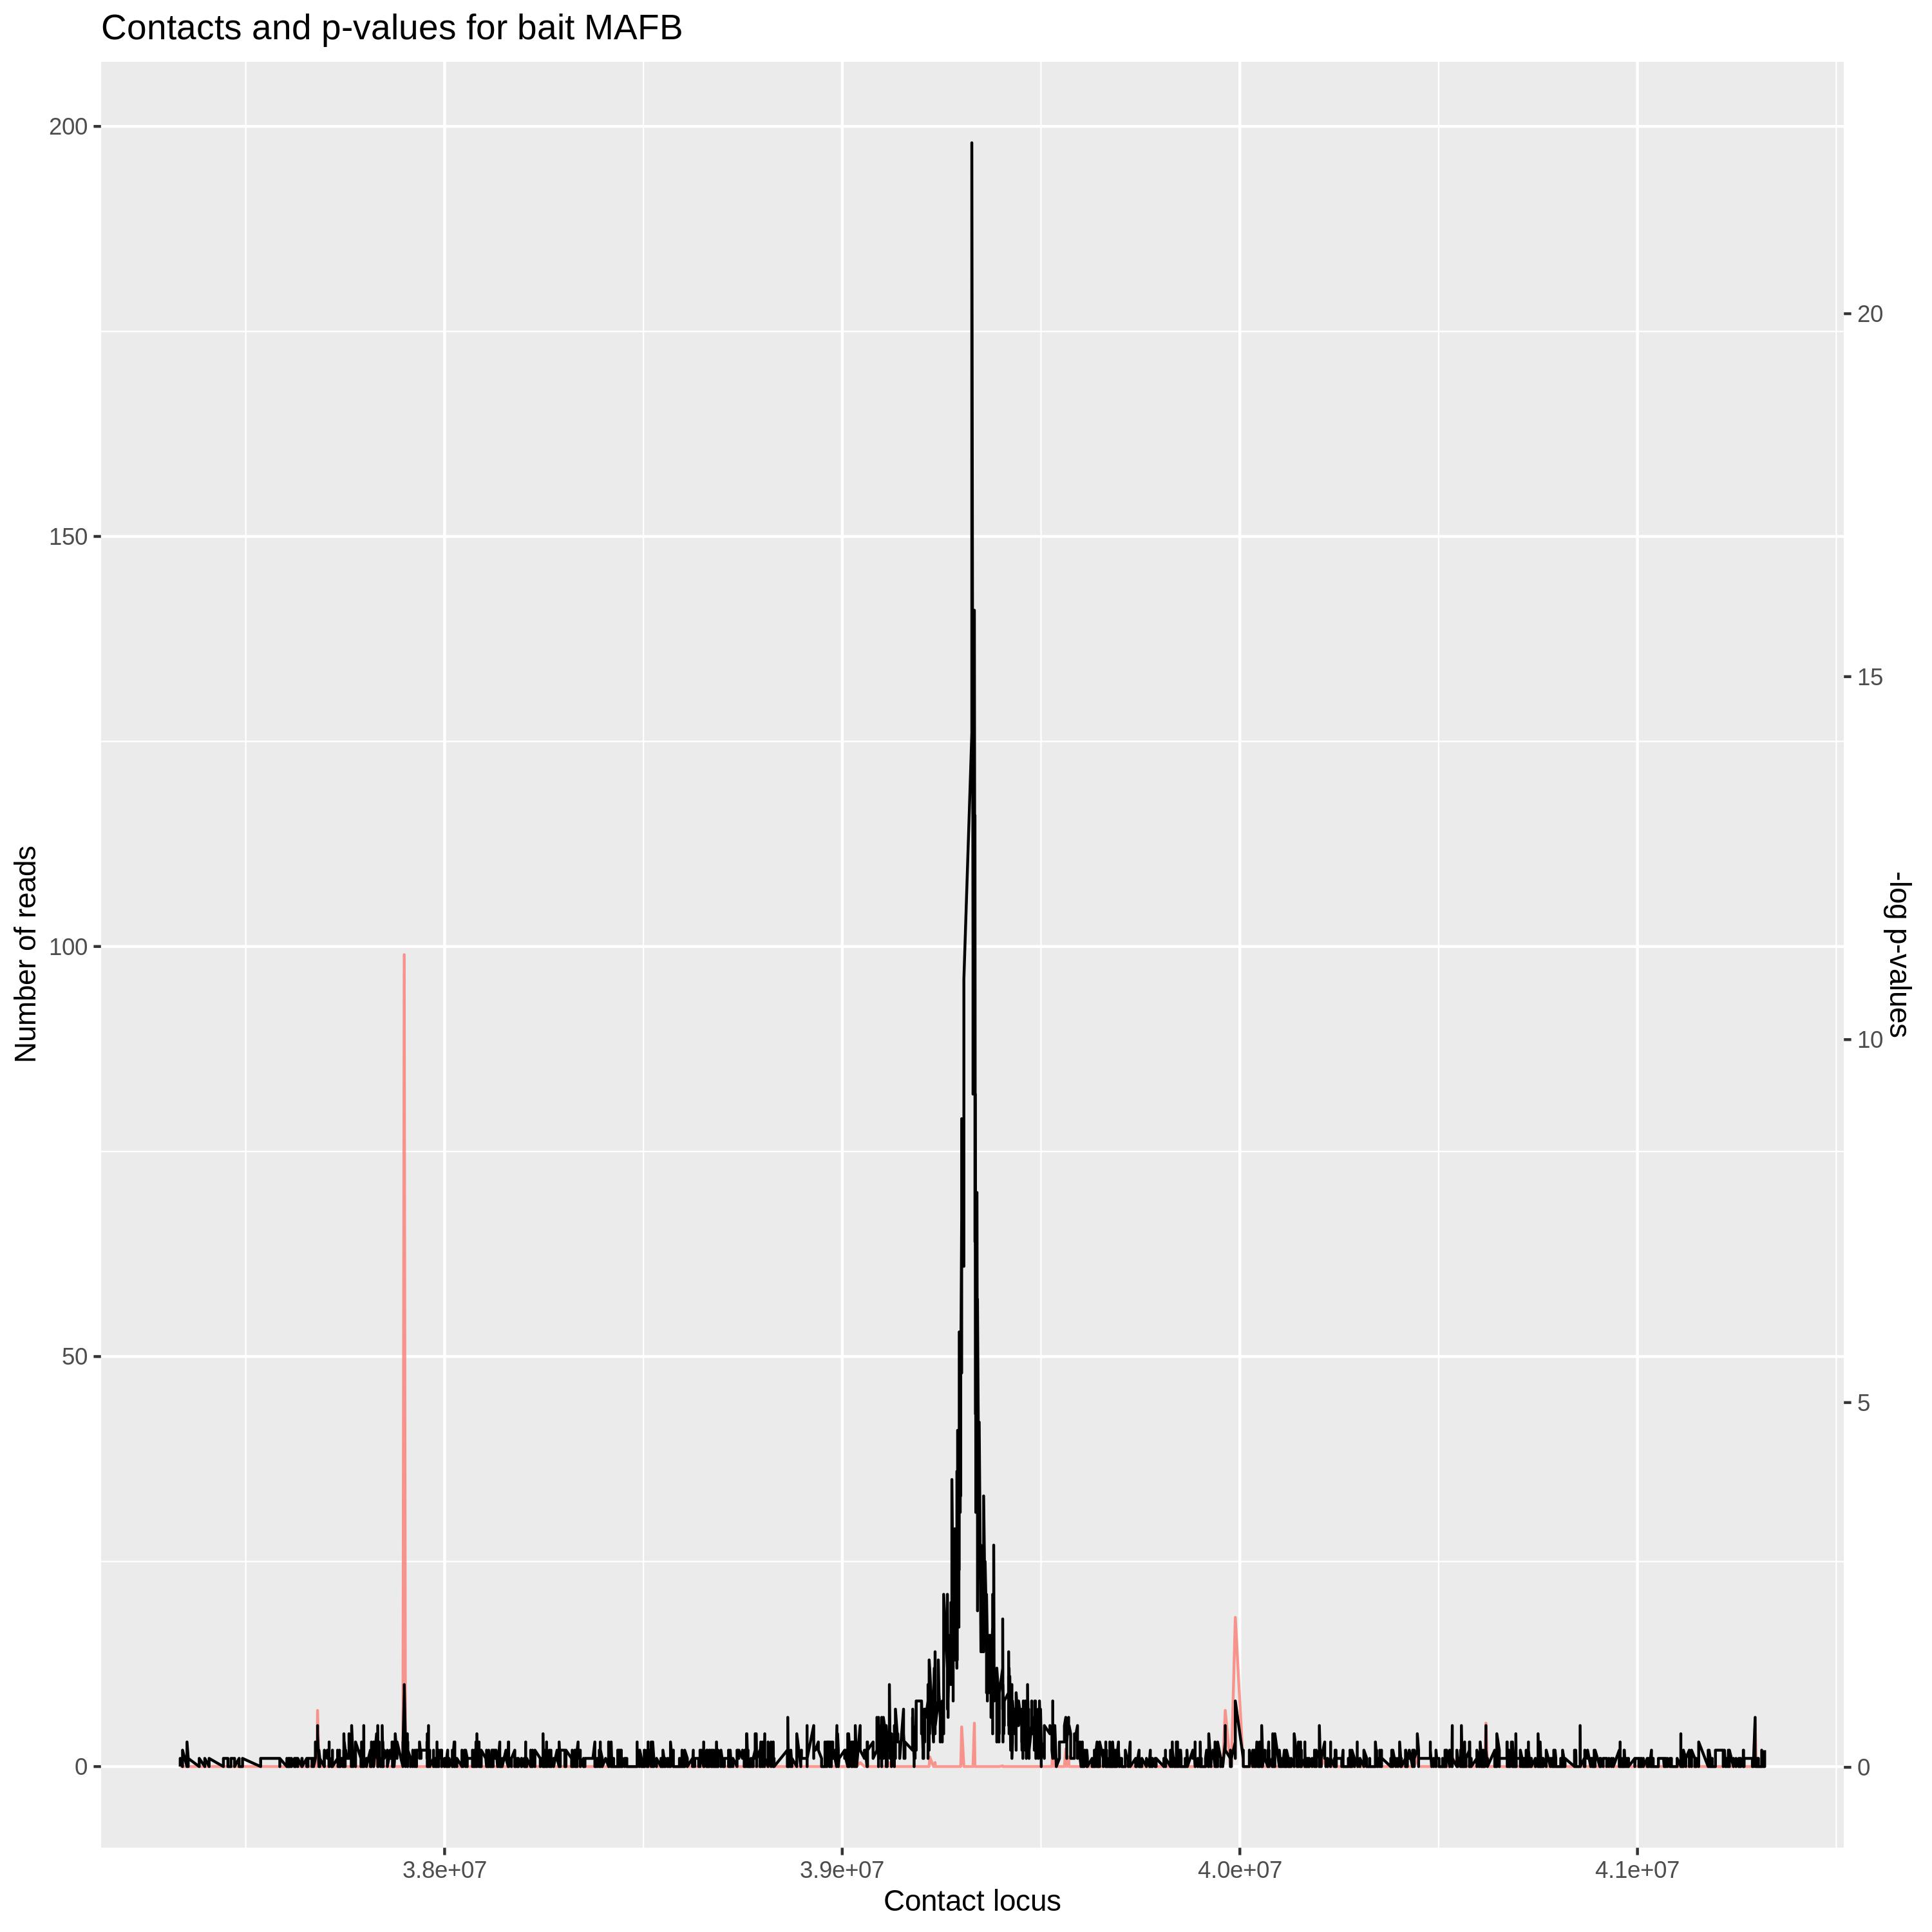 Contacts and p-values for bait MAFB
200
150
100
50
0
Number of reads
20
15
10
5
0
-log p-values
3.8e+07
3.9e+07
4.0e+07
4.1e+07
Contact locus